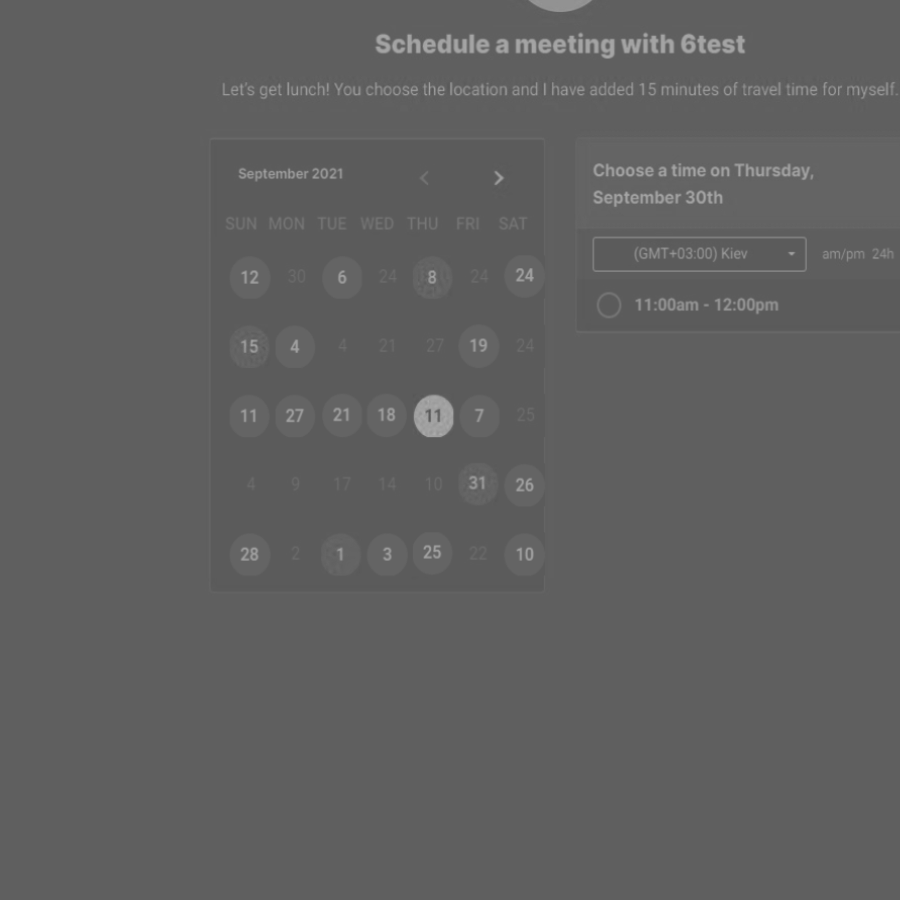 Schedule a meeting with 6test
Let's get lunch! You choose the location and I have added 15 minutes of travel time for myself.
September 2021
SUN MON TUE WED THU FRI SAT
12 30 6 24 8 24 24
15 4 4 21 27 19 24
11 27 21 18 11 7 25
4 9 17 14 10 31 26
28 2 1 3 25 22 10
Choose a time on Thursday,
September 30th
(GMT+03:00) Kiev am/pm 24h
11:00am - 12:00pm